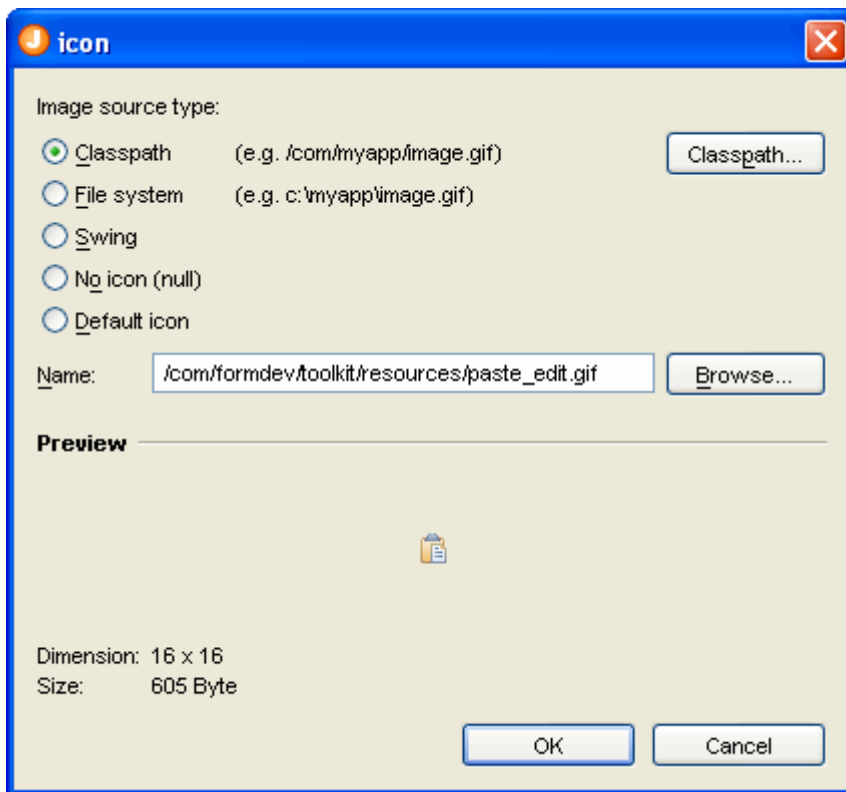 icon
Image source type:
Classpath (e.g. /com/myapp/image.gif) Classpath...
File system (e.g. c:\myapp\image.gif)
Swing
No icon (null)
Default icon
Name: /com/formdev/toolkit/resources/paste_edit.gif Browse...
Preview
Dimension: 16 x 16
Size: 605 Byte
OK Cancel